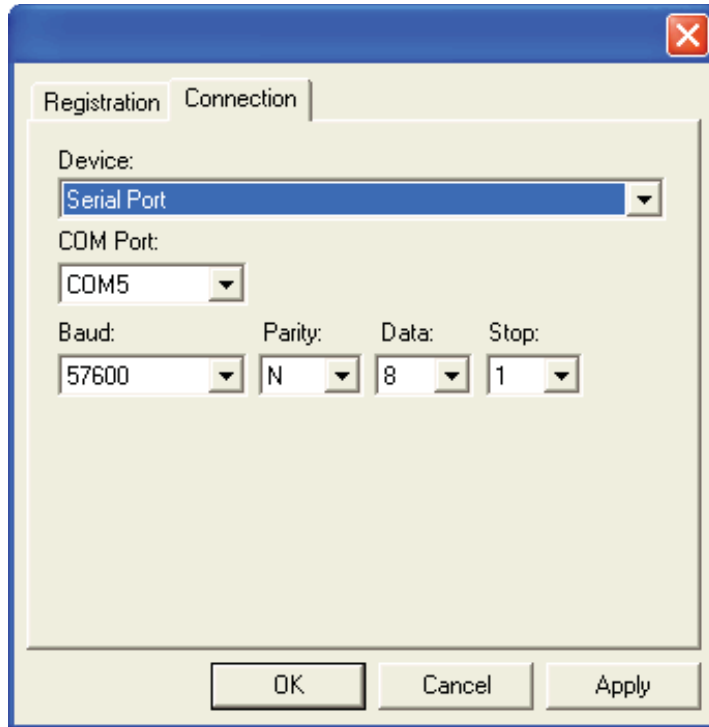 Registration Connection
Device:
Serial Port
COM Port:
COM5
Baud: Parity: Data: Stop:
57600 N 8 1
OK Cancel Apply